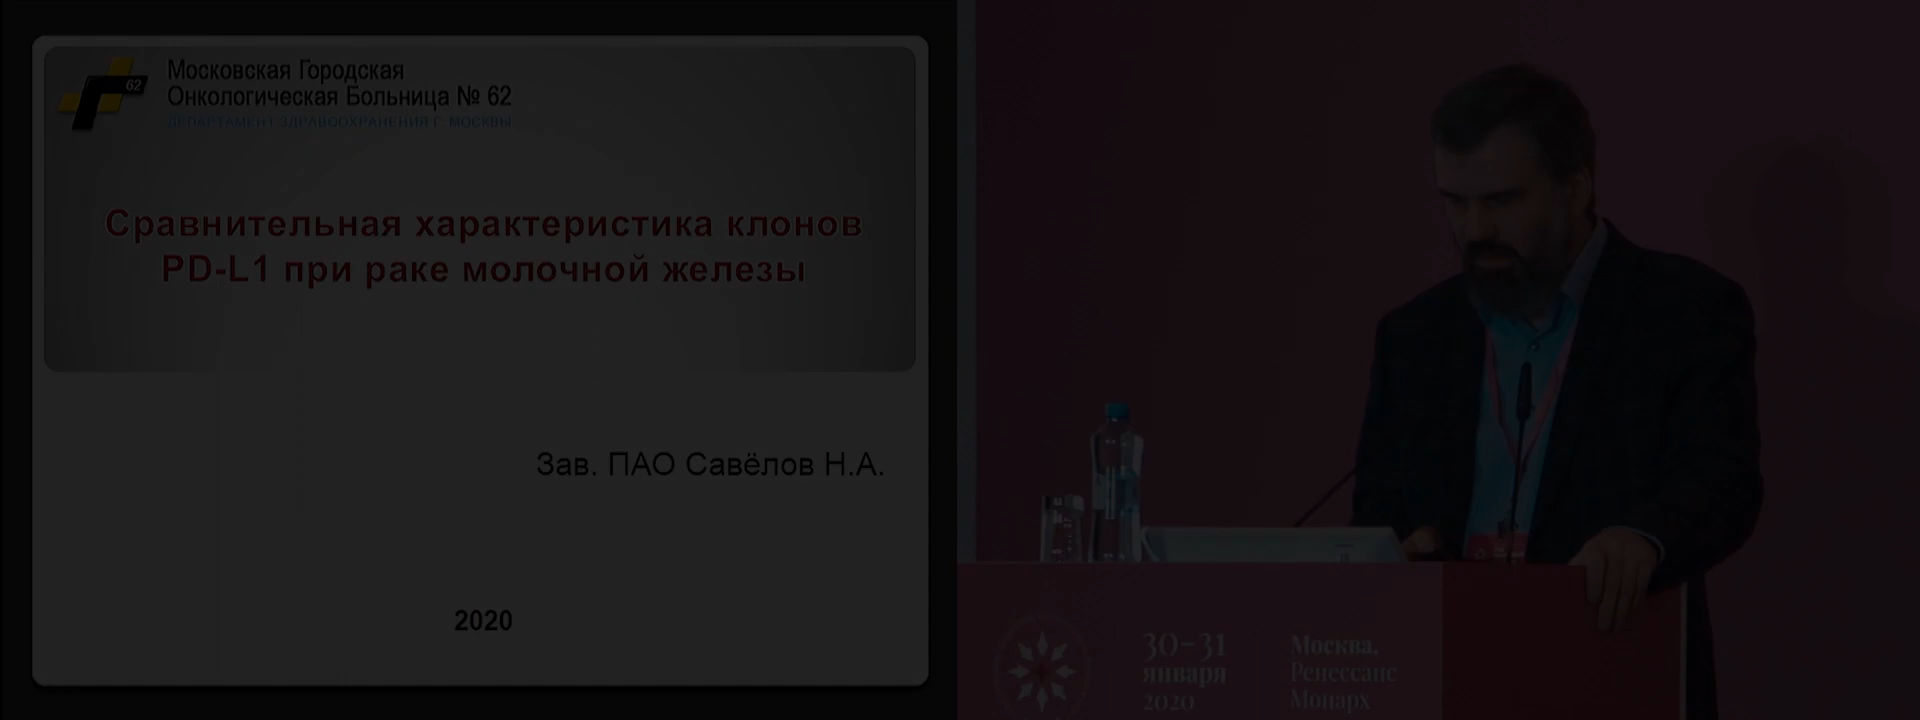 62
Московская Городская
Онкологическая Больница № 62
ДЕПАРТАМЕНТ ЗДРАВООХРАНЕНИЯ Г. МОСКВЫ
Сравнительная характеристика клонов
PD-L1 при раке молочной железы
Зав. ПАО Савёлов Н.А.
2020
30-31
января
2020
Москва,
Ренессанс
Монарх